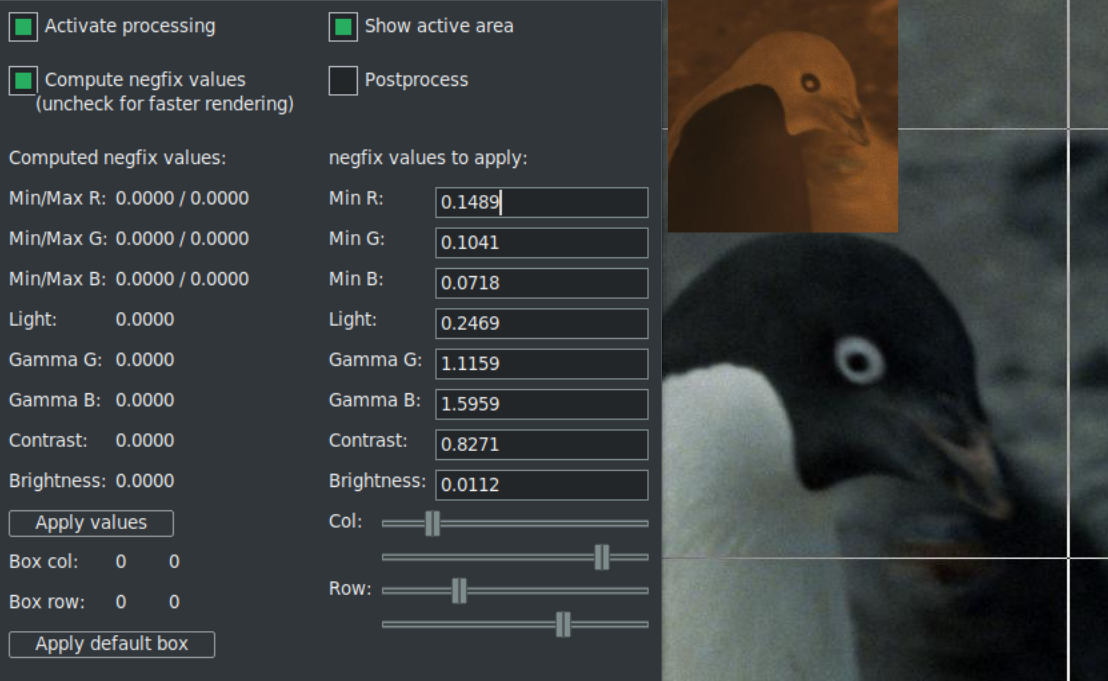 Activate processing
Show active area
Compute negfix values
(uncheck for faster rendering)
Postprocess
Computed negfix values:
Min/Max R: 0.0000 / 0.0000
Min/Max G: 0.0000 / 0.0000
Min/Max B: 0.0000 / 0.0000
Light: 0.0000
Gamma G: 0.0000
Gamma B: 0.0000
Contrast: 0.0000
Brightness: 0.0000
Apply values
Box col: 0 0
Box row: 0 0
Apply default box
negfix values to apply:
Min R: 0.1489
Min G: 0.1041
Min B: 0.0718
Light: 0.2469
Gamma G: 1.1159
Gamma B: 1.5959
Contrast: 0.8271
Brightness: 0.0112
Col:
Row: